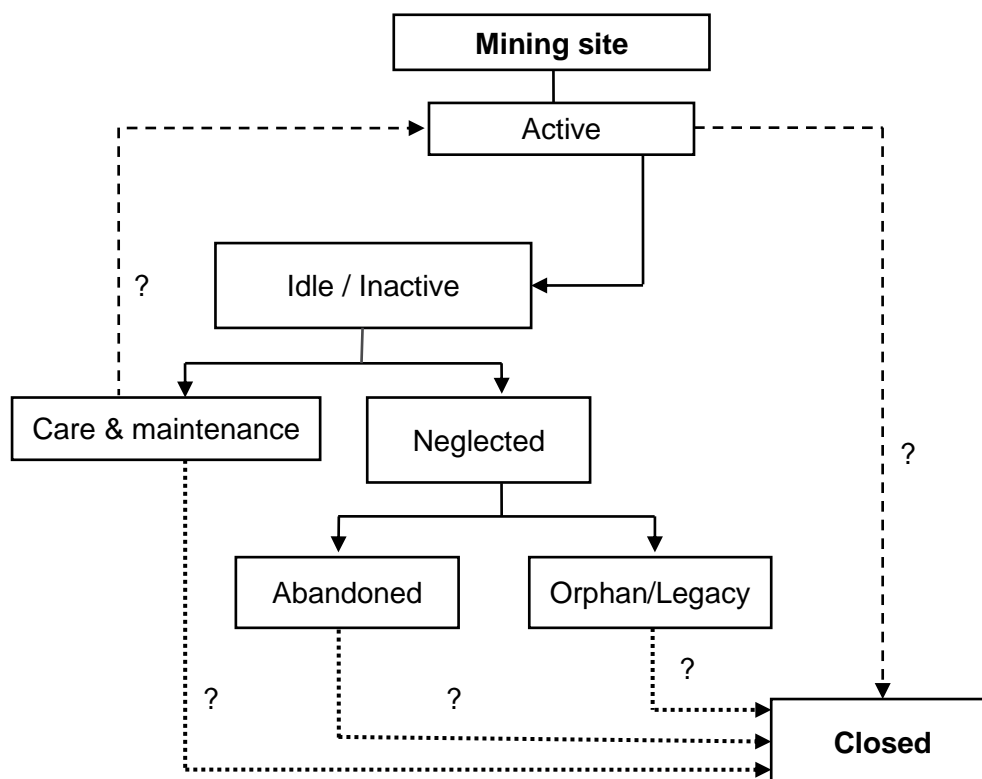 Mining site
Active
Idle / Inactive
?
Care & maintenance
Neglected
?
Abandoned
Orphan/Legacy
?
?
?
Closed